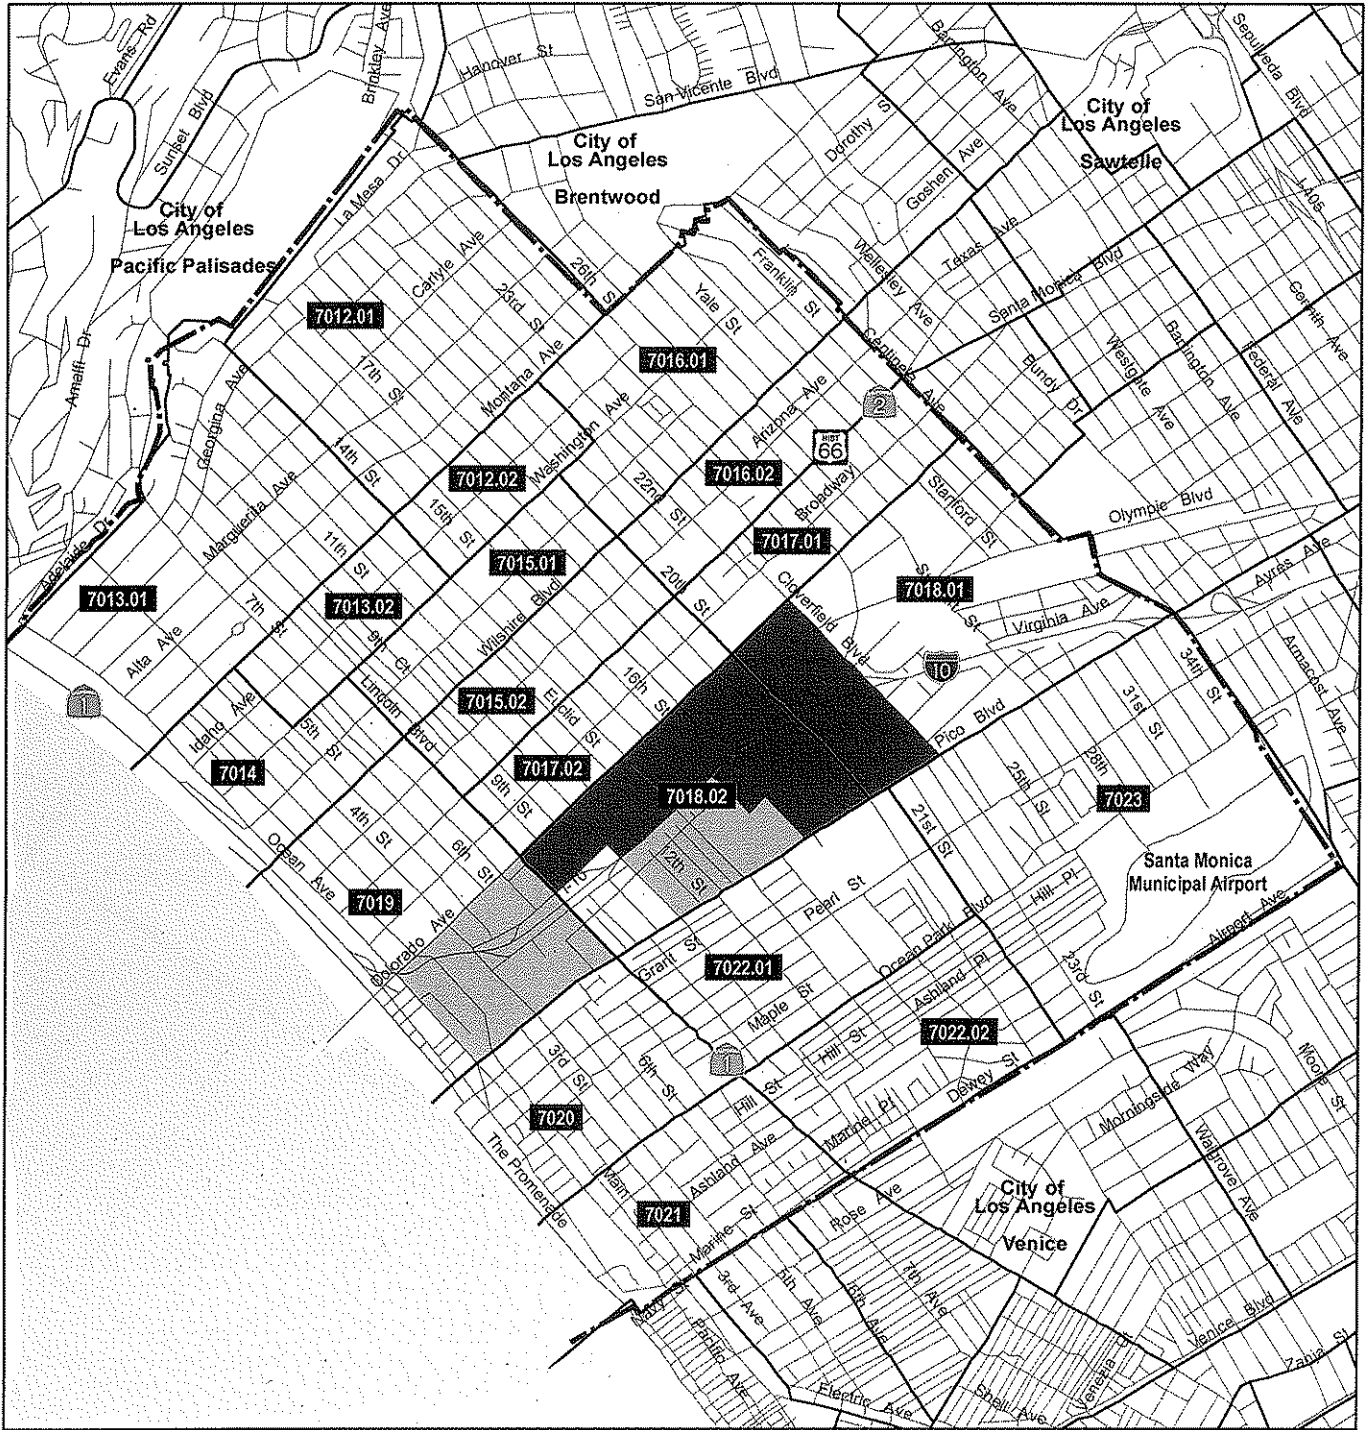 Evans Rd
Sunset Blvd
Brinkley Ave
Hanover St
San Vicente Blvd
Barrington Ave
Sepulveda Blvd
City of
Los Angeles
Sawtelle
City of
Los Angeles
Brentwood
Dorothy S
Goshen Ave
I-405
City of
Los Angeles
Pacific Palisades
a Mesa Dr
Carlyle Ave
26th S
Franklin St
Wellesley Ave
Texas Ave
Santa Monica Blvd
7012.01
23rd St
Yale St
Corinth Ave
Amalfi Dr
17th S
Montana Ave
7016.01
Centinela Ave
Bundy Dr
Westgate Ave
Barrington Ave
Federal Ave
Georgina Ave
14th St
Washington Ave
Arizona Ave
2
HIST
66
7012.02
7016.02
22nd St
Broadway
Stanford St
Olympic Blvd
Marguerita Ave
15th St
Adelaide Dr
11th St
7015.01
7017.01
7013.01
7013.02
Wilshire Blvd
20th St
Cloverfield Blvd
7018.01
Virginia Ave
Ayres Ave
7th St
9th Ct
Alta Ave
10
34th St
Armacost Ave
1
Idaho Ave
5th St
Lincoln Blvd
7015.02
Euclid St
16th St
Pico Blvd
31st St
7014
7017.02
9th St
7018.02
25th St
28th
7023
4th St
6th St
21st St
Ocean Ave
12th St
Santa Monica
Municipal Airport
7019
I-10
Pearl St
Hill Pl
Colorado Ave
Ocean Park Blvd
Airport Ave
Grant St
7022.01
Ashland Pl
23rd St
Maple St
7022.02
Hill St
3rd St
6th St
1
Dewey St
Moore St
Hill St
Marine Pl
Morningside Way
7020
The Promenade
Ashland Ave
Walgrove Ave
Main
7021
Rose Ave
City of
Los Angeles
Venice
Marine St
Navy St
3rd Ave
5th Ave
6th Ave
7th Ave
Pacific Ave
Venice Blvd
Venezia Ct
Zanja St
Electric Ave
Shell Ave